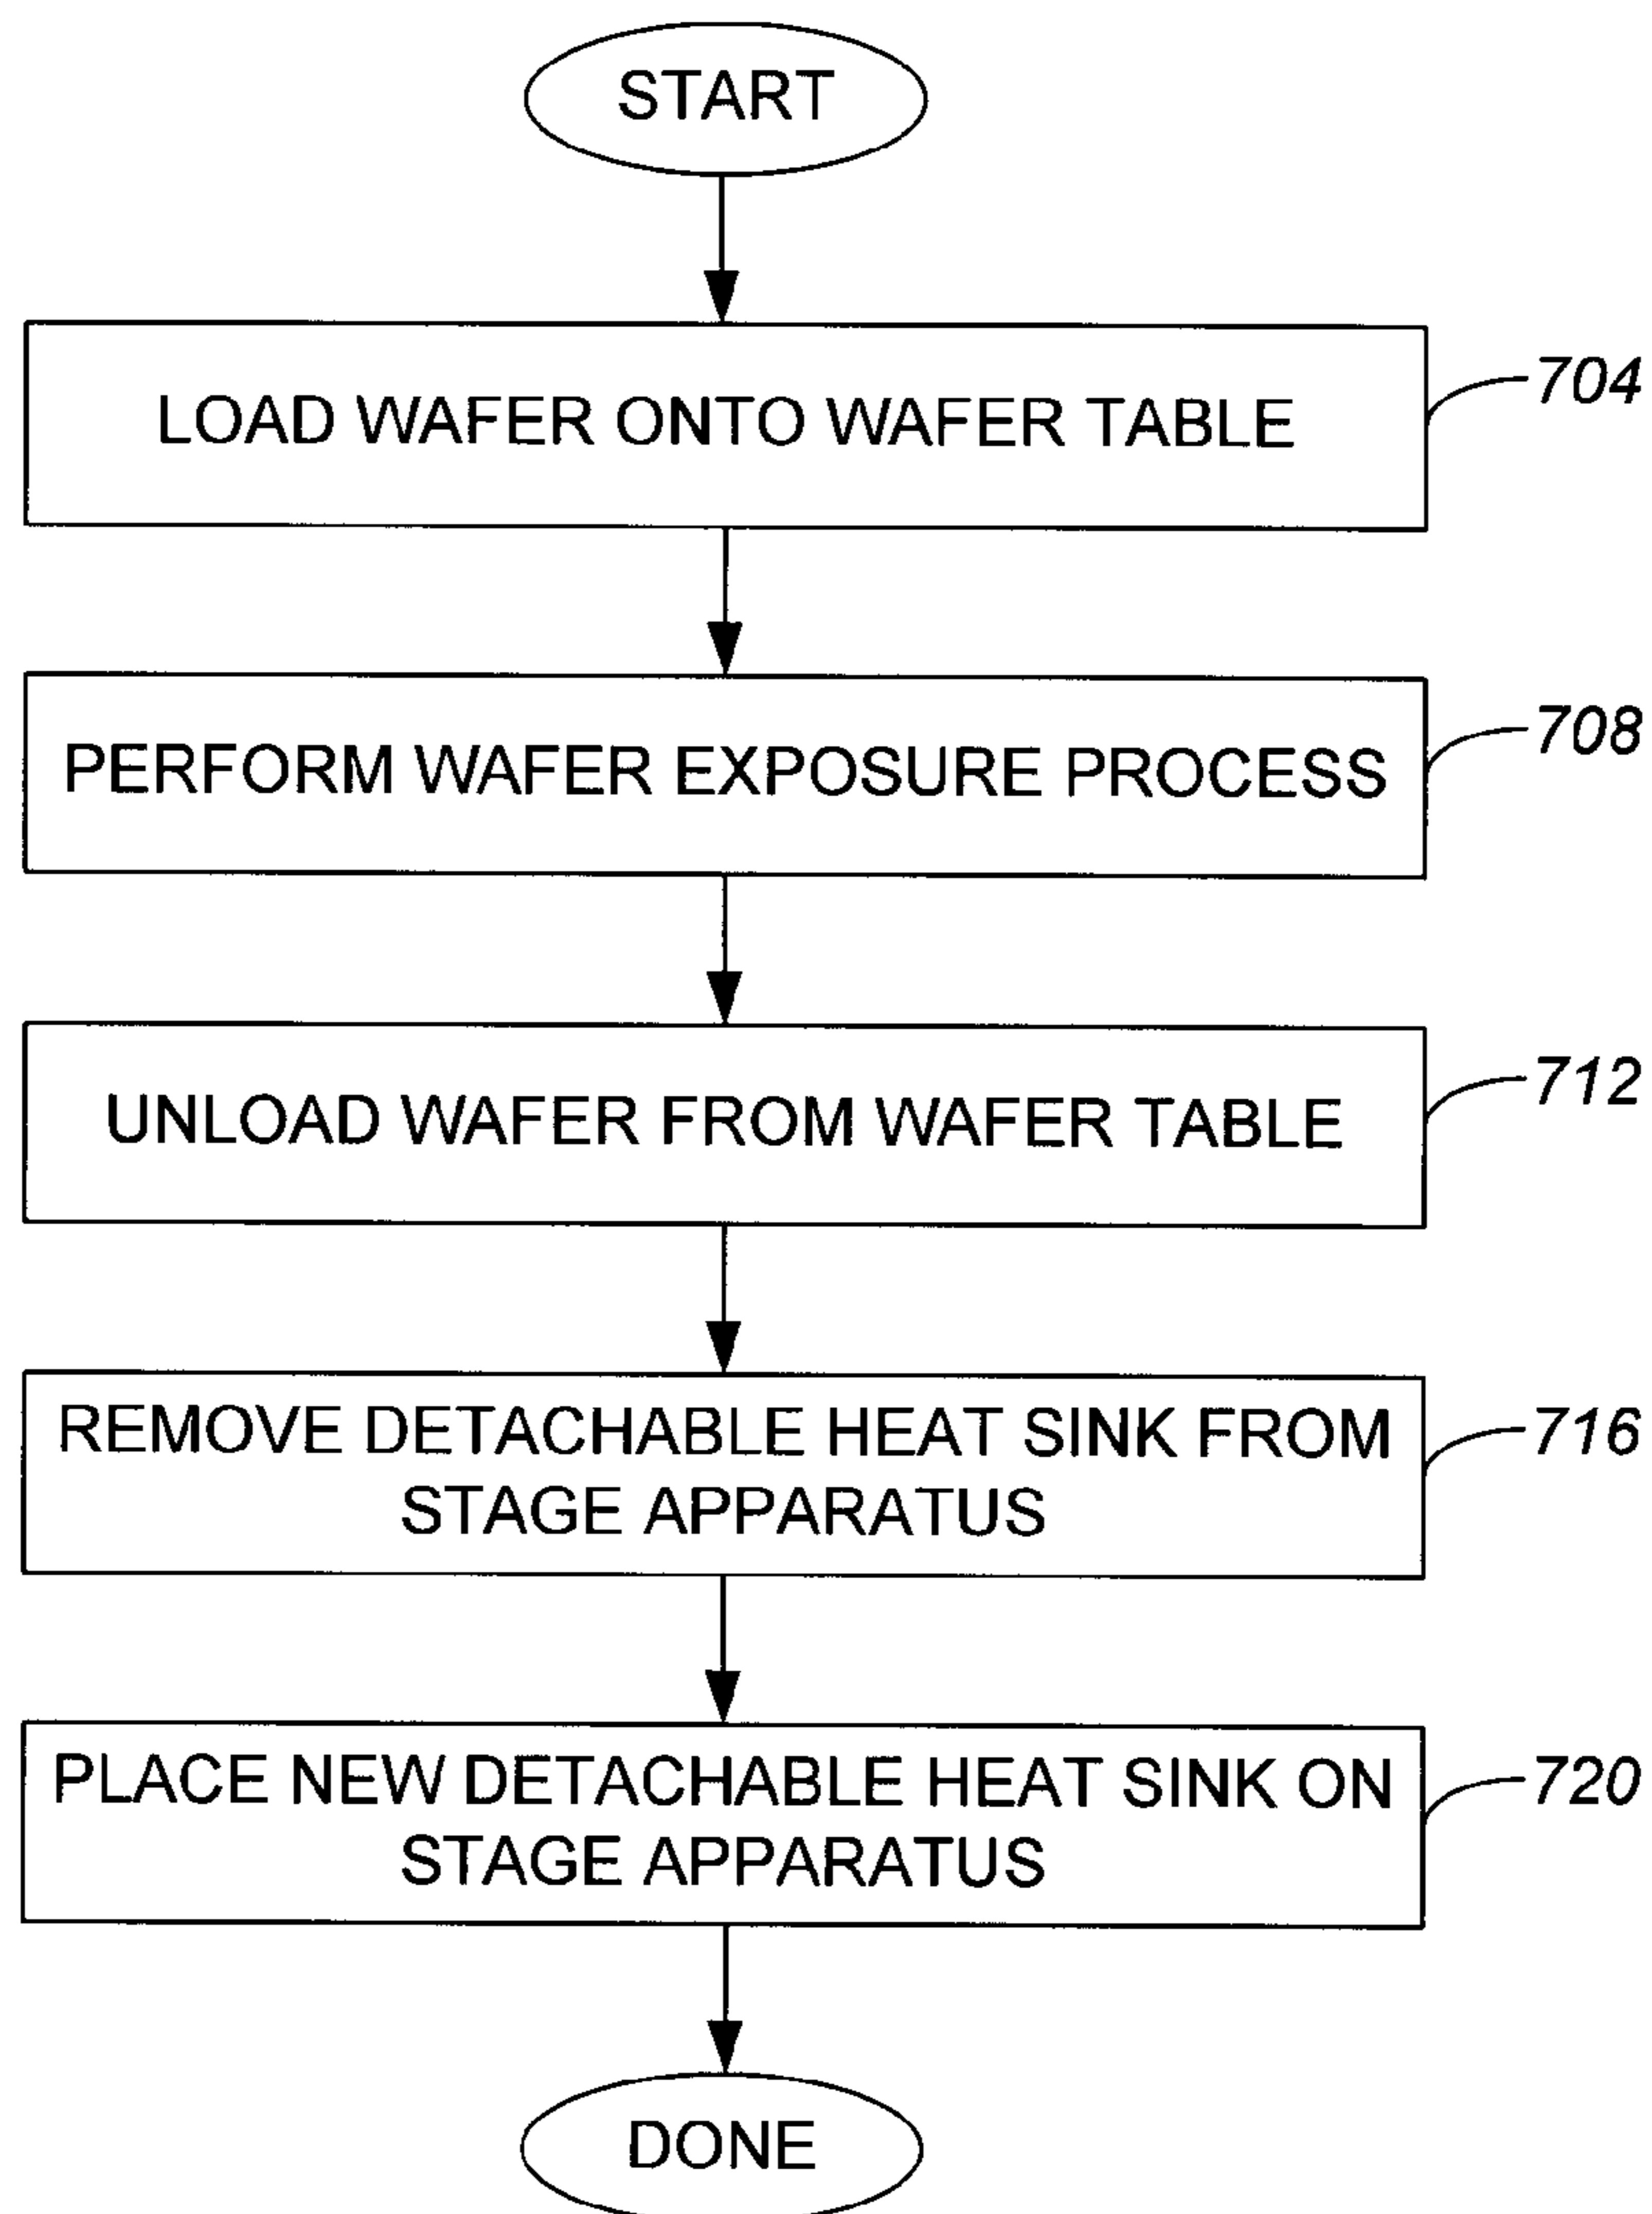 START
LOAD WAFER ONTO WAFER TABLE
704
PERFORM WAFER EXPOSURE PROCESS
708
UNLOAD WAFER FROM WAFER TABLE
712
REMOVE DETACHABLE HEAT SINK FROM
STAGE APPARATUS
716
PLACE NEW DETACHABLE HEAT SINK ON
STAGE APPARATUS
720
DONE